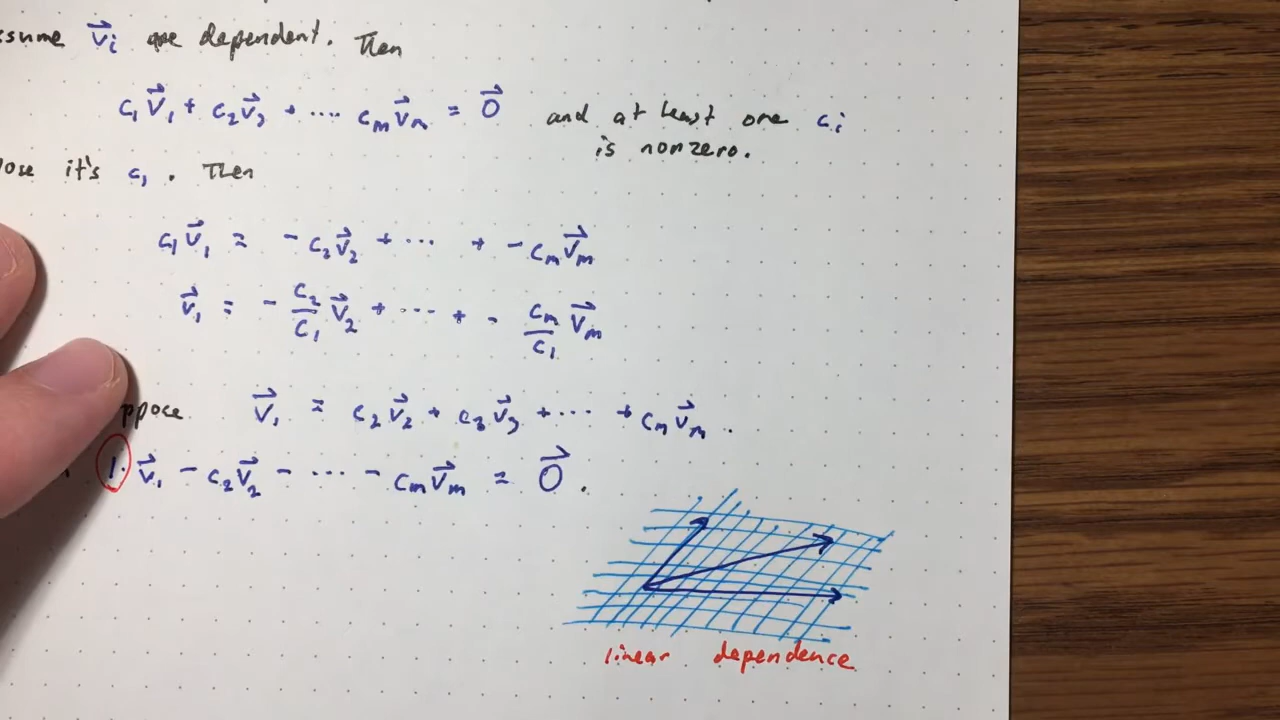 ssume v⃗ᵢ are dependent. Then
c₁v⃗₁ + c₂v⃗₂ + ···· cₘv⃗ₘ = 0⃗ and at least one cᵢ
is nonzero.
pose it's c₁. Then
c₁v⃗₁ = -c₂v⃗₂ + ··· + -cₘv⃗ₘ
v⃗₁ = - c₂/c₁ v⃗₂ + ··· + - cₘ/c₁ v⃗ₘ
ppose v⃗₁ = c₂v⃗₂ + c₃v⃗₃ + ··· + cₘv⃗ₘ.
1· v⃗₁ - c₂v⃗₂ - ··· - cₘv⃗ₘ = 0⃗.
linear dependence